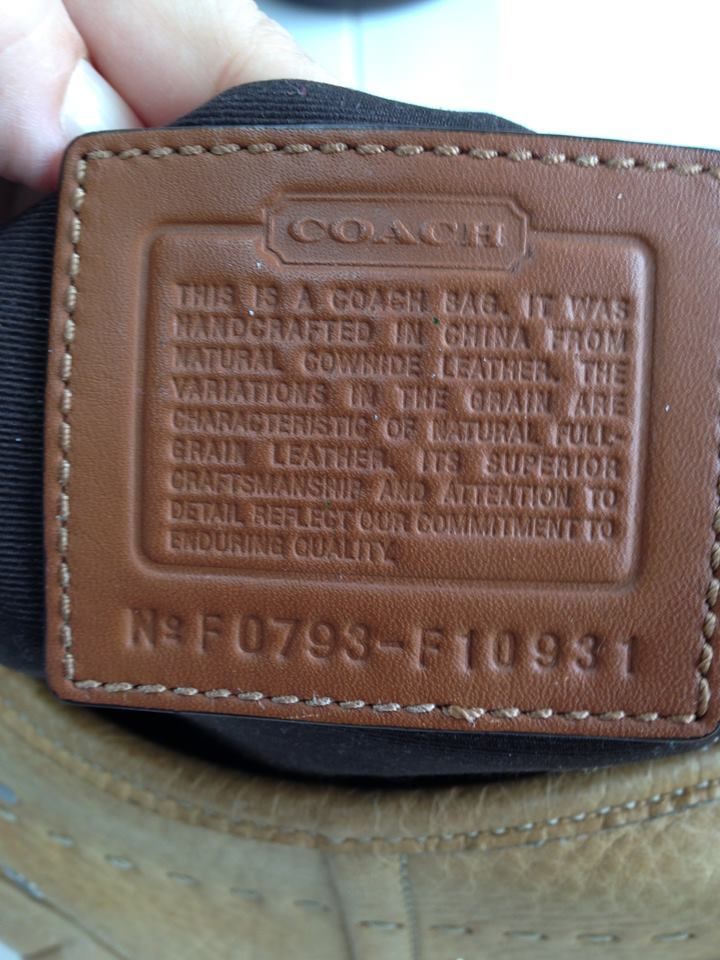 COACH
THIS IS A COACH BAG. IT WAS
HANDCRAFTED IN CHINA FROM
NATURAL COWHIDE LEATHER. THE
VARIATIONS IN THE GRAIN ARE
CHARACTERISTIC OF NATURAL FULL-
GRAIN LEATHER. ITS SUPERIOR
CRAFTSMANSHIP AND ATTENTION TO
DETAIL REFLECT OUR COMMITMENT TO
ENDURING QUALITY.
Nº F0793-F10931